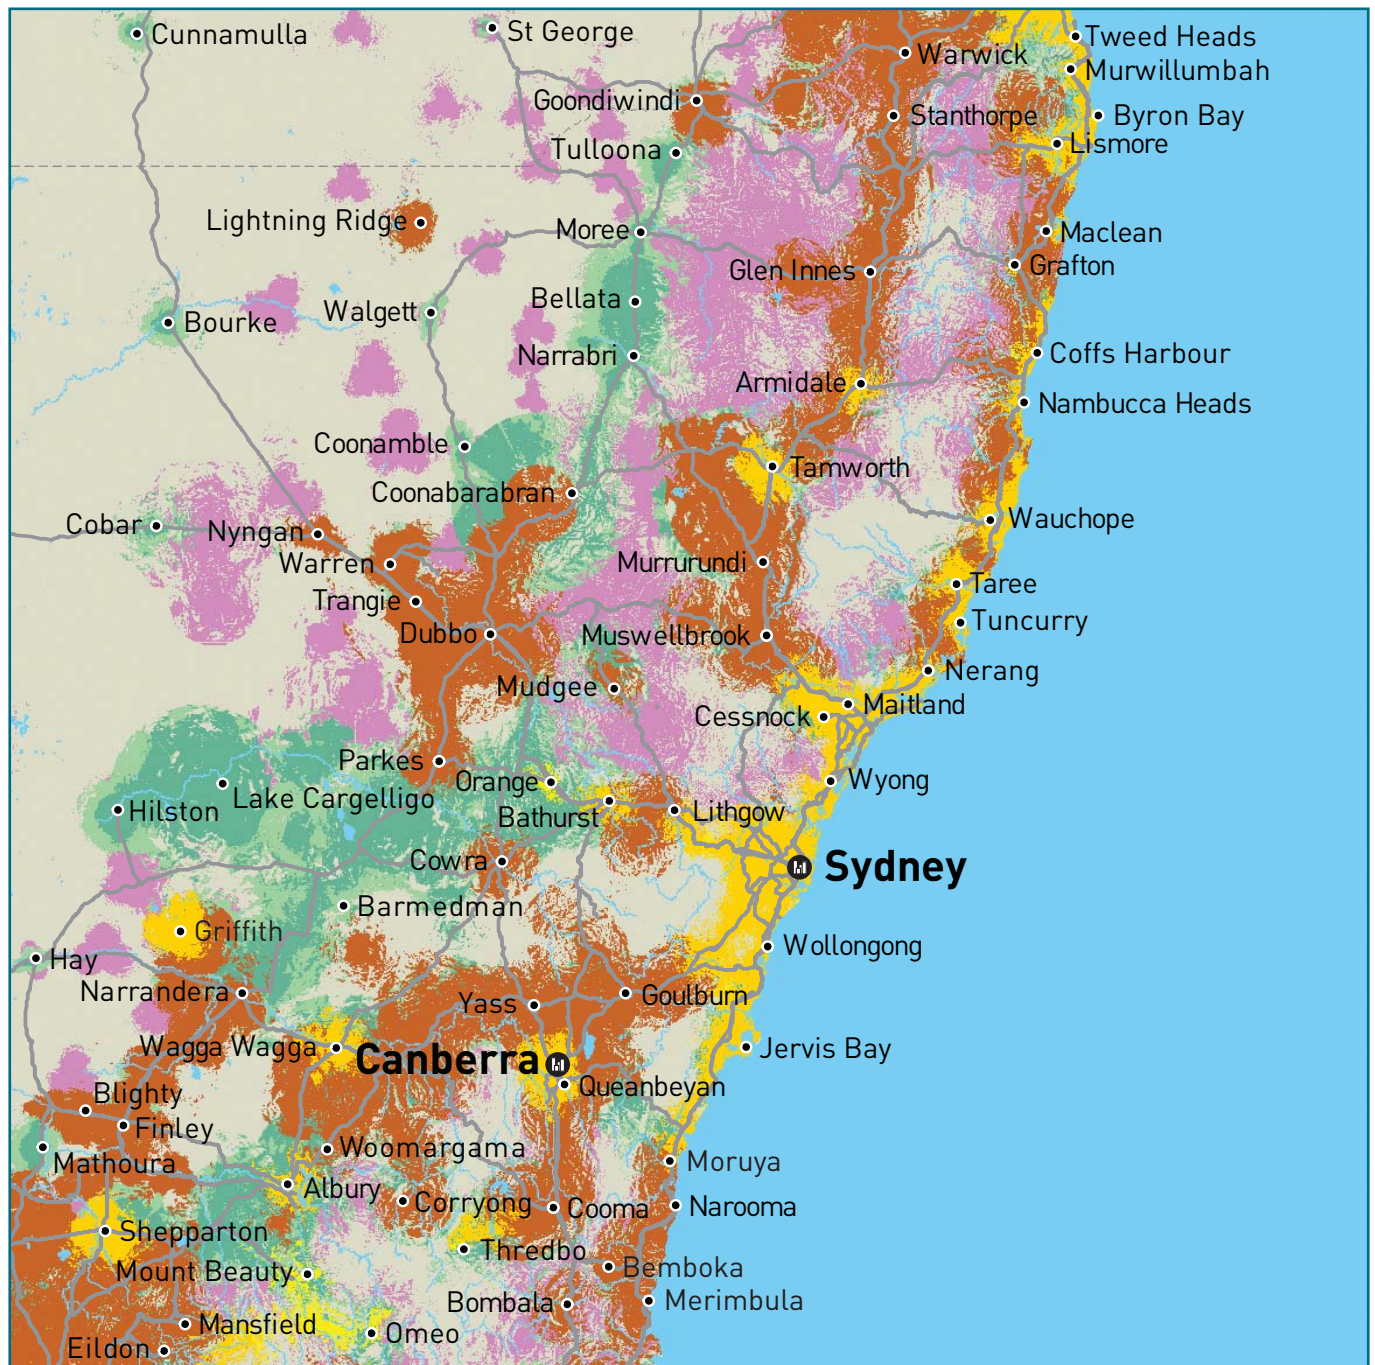 Cunnamulla
St George
Tweed Heads
Warwick
Murwillumbah
Goondiwindi
Stanthorpe
Byron Bay
Tulloona
Lismore
Lightning Ridge
Moree
Maclean
Glen Innes
Grafton
Bellata
Walgett
Bourke
Narrabri
Coffs Harbour
Armidale
Nambucca Heads
Coonamble
Tamworth
Coonabarabran
Cobar
Nyngan
Wauchope
Warren
Murrurundi
Taree
Trangie
Tuncurry
Dubbo
Muswellbrook
Nerang
Mudgee
Maitland
Cessnock
Parkes
Orange
Wyong
Lake Cargelligo
Hilston
Bathurst
Lithgow
Cowra
Sydney
Barmedman
Griffith
Wollongong
Hay
Narrandera
Yass
Goulburn
Wagga Wagga
Canberra
Jervis Bay
Queanbeyan
Blighty
Finley
Woomargama
Mathoura
Moruya
Albury
Corryong
Cooma
Narooma
Shepparton
Thredbo
Mount Beauty
Bemboka
Bombala
Merimbula
Mansfield
Omeo
Eildon